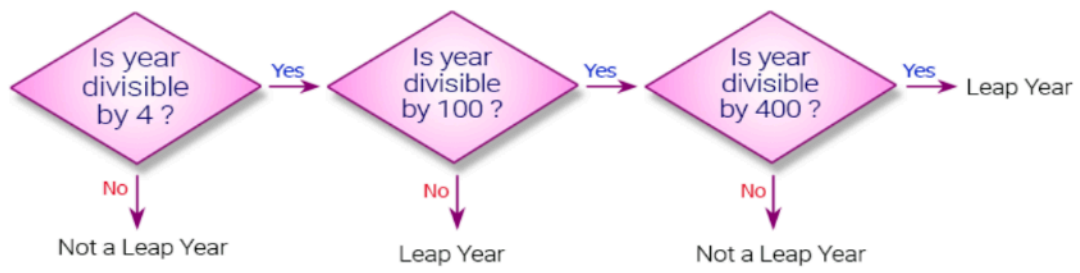 Is year
divisible
by 4 ?
Yes
Is year
divisible
by 100 ?
Yes
Is year
divisible
by 400 ?
Yes
Leap Year
No
No
No
Not a Leap Year
Leap Year
Not a Leap Year